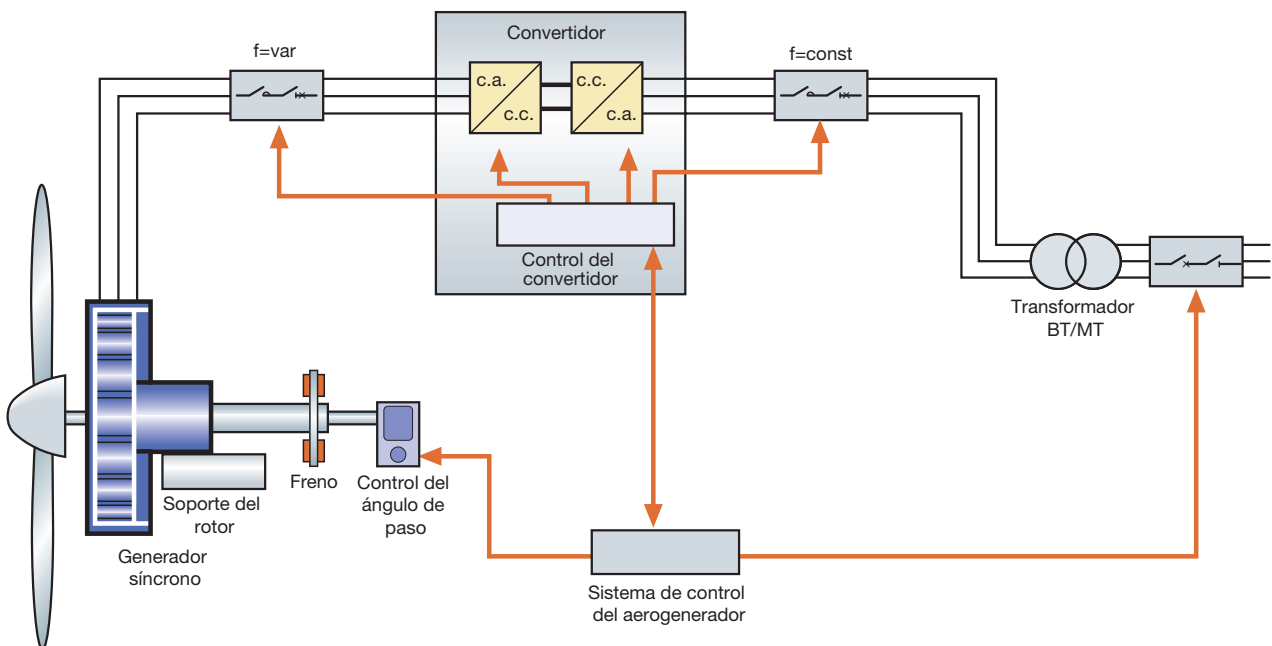 Convertidor
f=var
f=const
c.a.
c.c.
c.c.
c.a.
Control del
convertidor
Transformador
BT/MT
Freno
Control del
ángulo de
paso
Soporte del
rotor
Generador
síncrono
Sistema de control
del aerogenerador